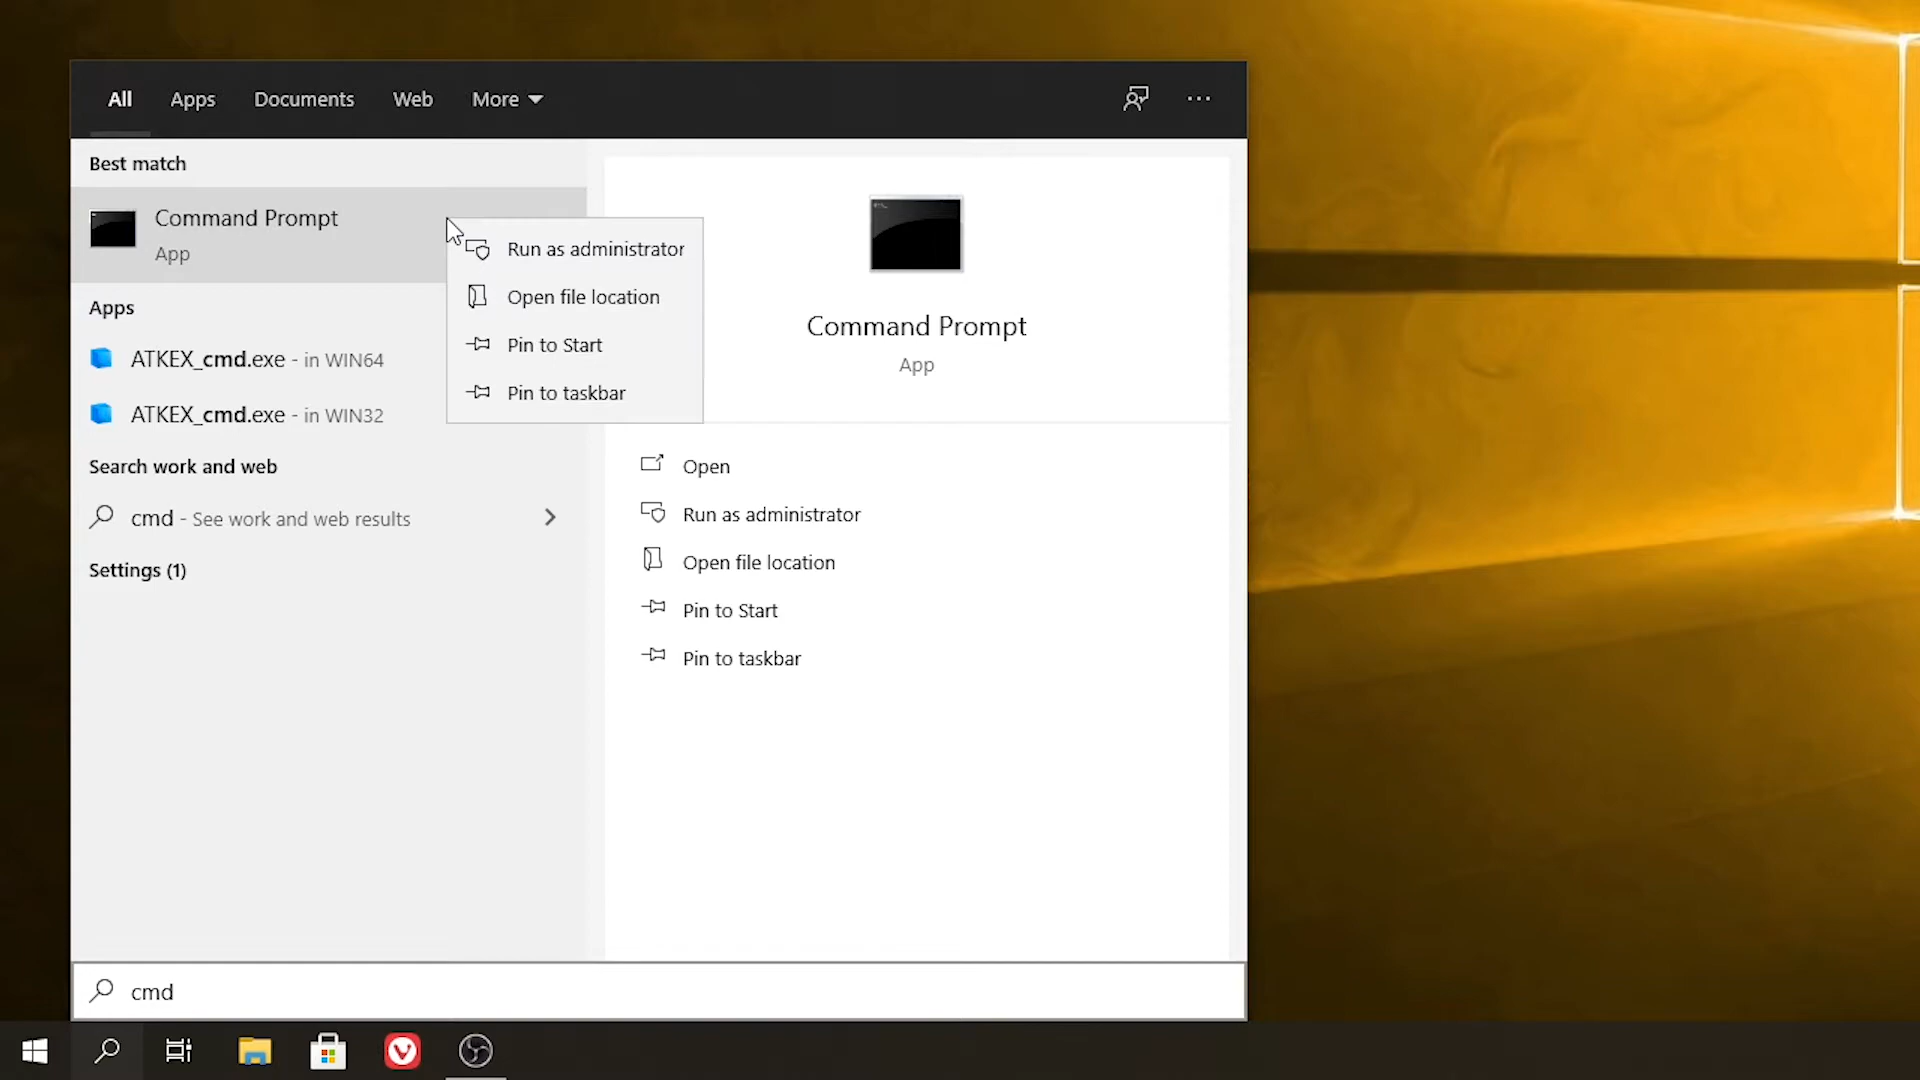 All Apps Documents Web More
Best match
Command Prompt
App
Apps
ATKEX_cmd.exe - in WIN64
ATKEX_cmd.exe - in WIN32
Search work and web
cmd - See work and web results
Settings (1)
Run as administrator
Open file location
Pin to Start
Pin to taskbar
Command Prompt
App
Open
Run as administrator
Open file location
Pin to Start
Pin to taskbar
cmd